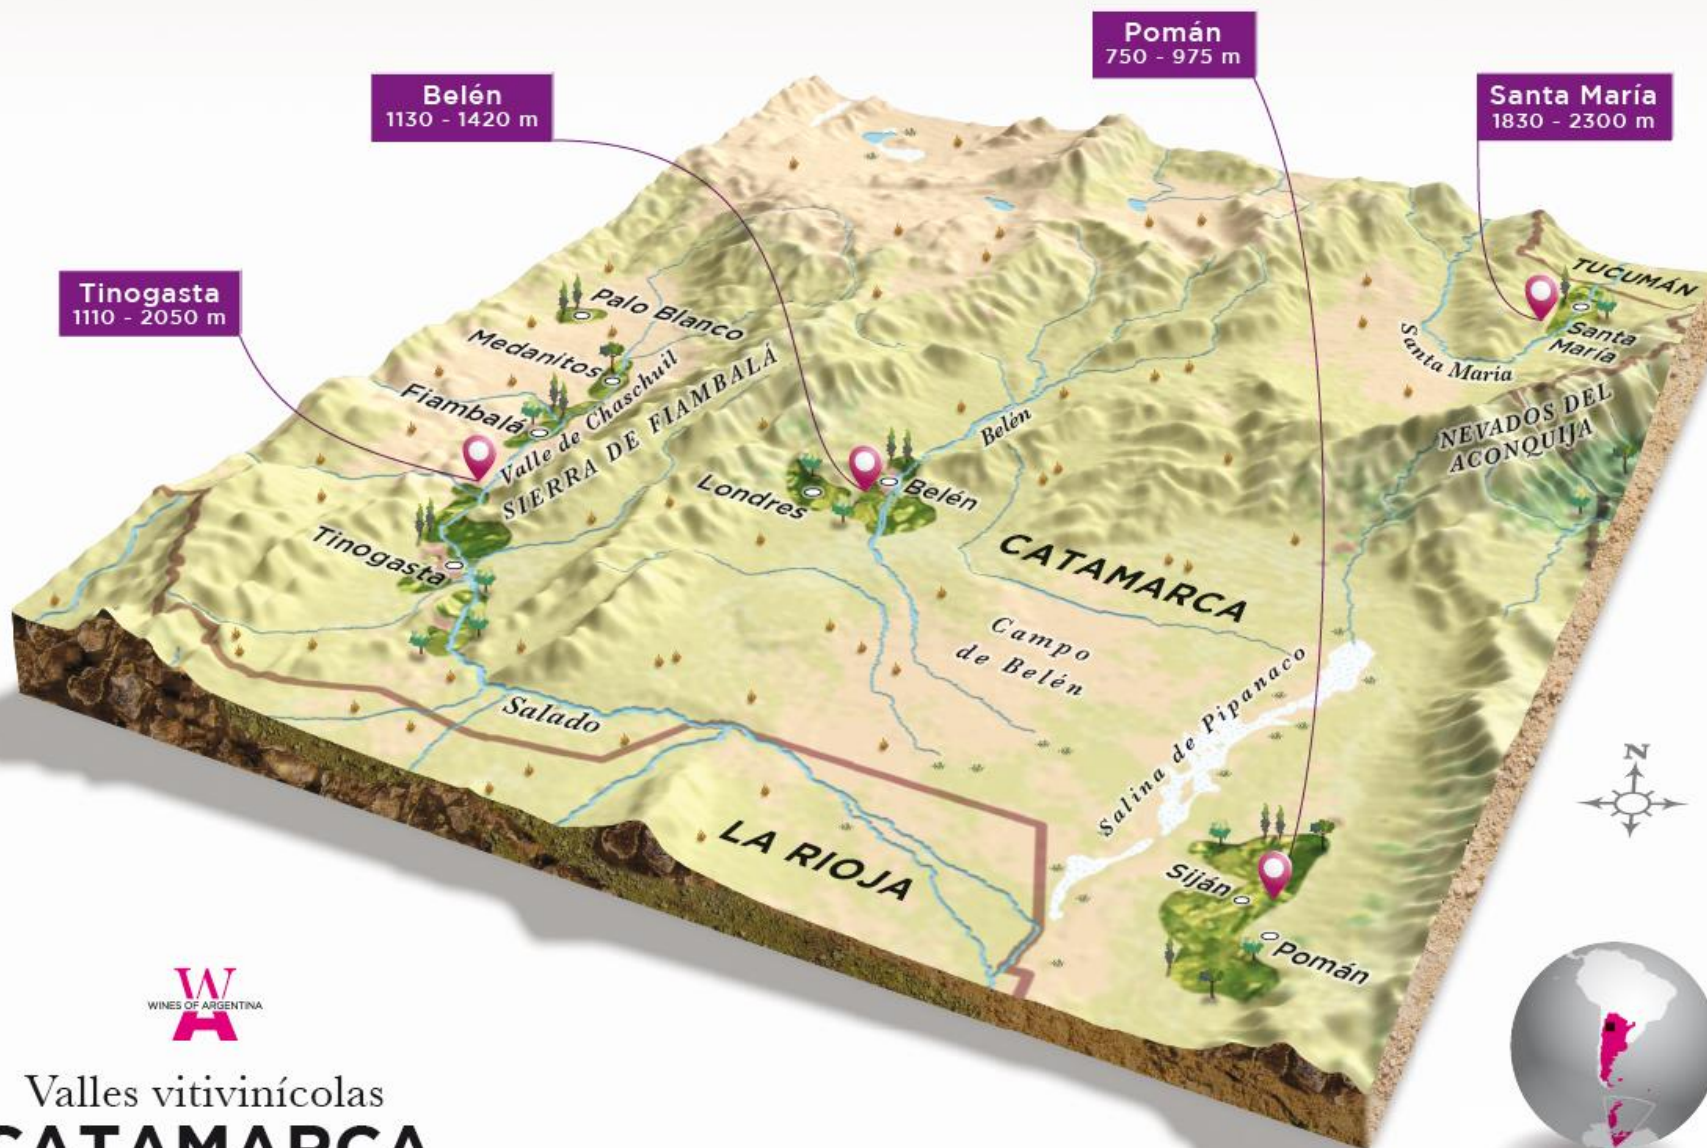 Pomán
750 - 975 m
Belén
1130 - 1420 m
Santa María
1830 - 2300 m
Tinogasta
1110 - 2050 m
TUCUMÁN
Palo Blanco
Medanitos
Santa
María
Santa María
Fiambalá
Valle de Chaschuil
SIERRA DE FIAMBALÁ
NEVADOS DEL
ACONQUIJA
Belén
Londres
Belén
Tinogasta
CATAMARCA
Campo
de Belén
Salina de Pipanaco
Salado
N
LA RIOJA
Siján
Pomán
W
WINES OF ARGENTINA
A
Valles vitivinícolas
CATAMARCA